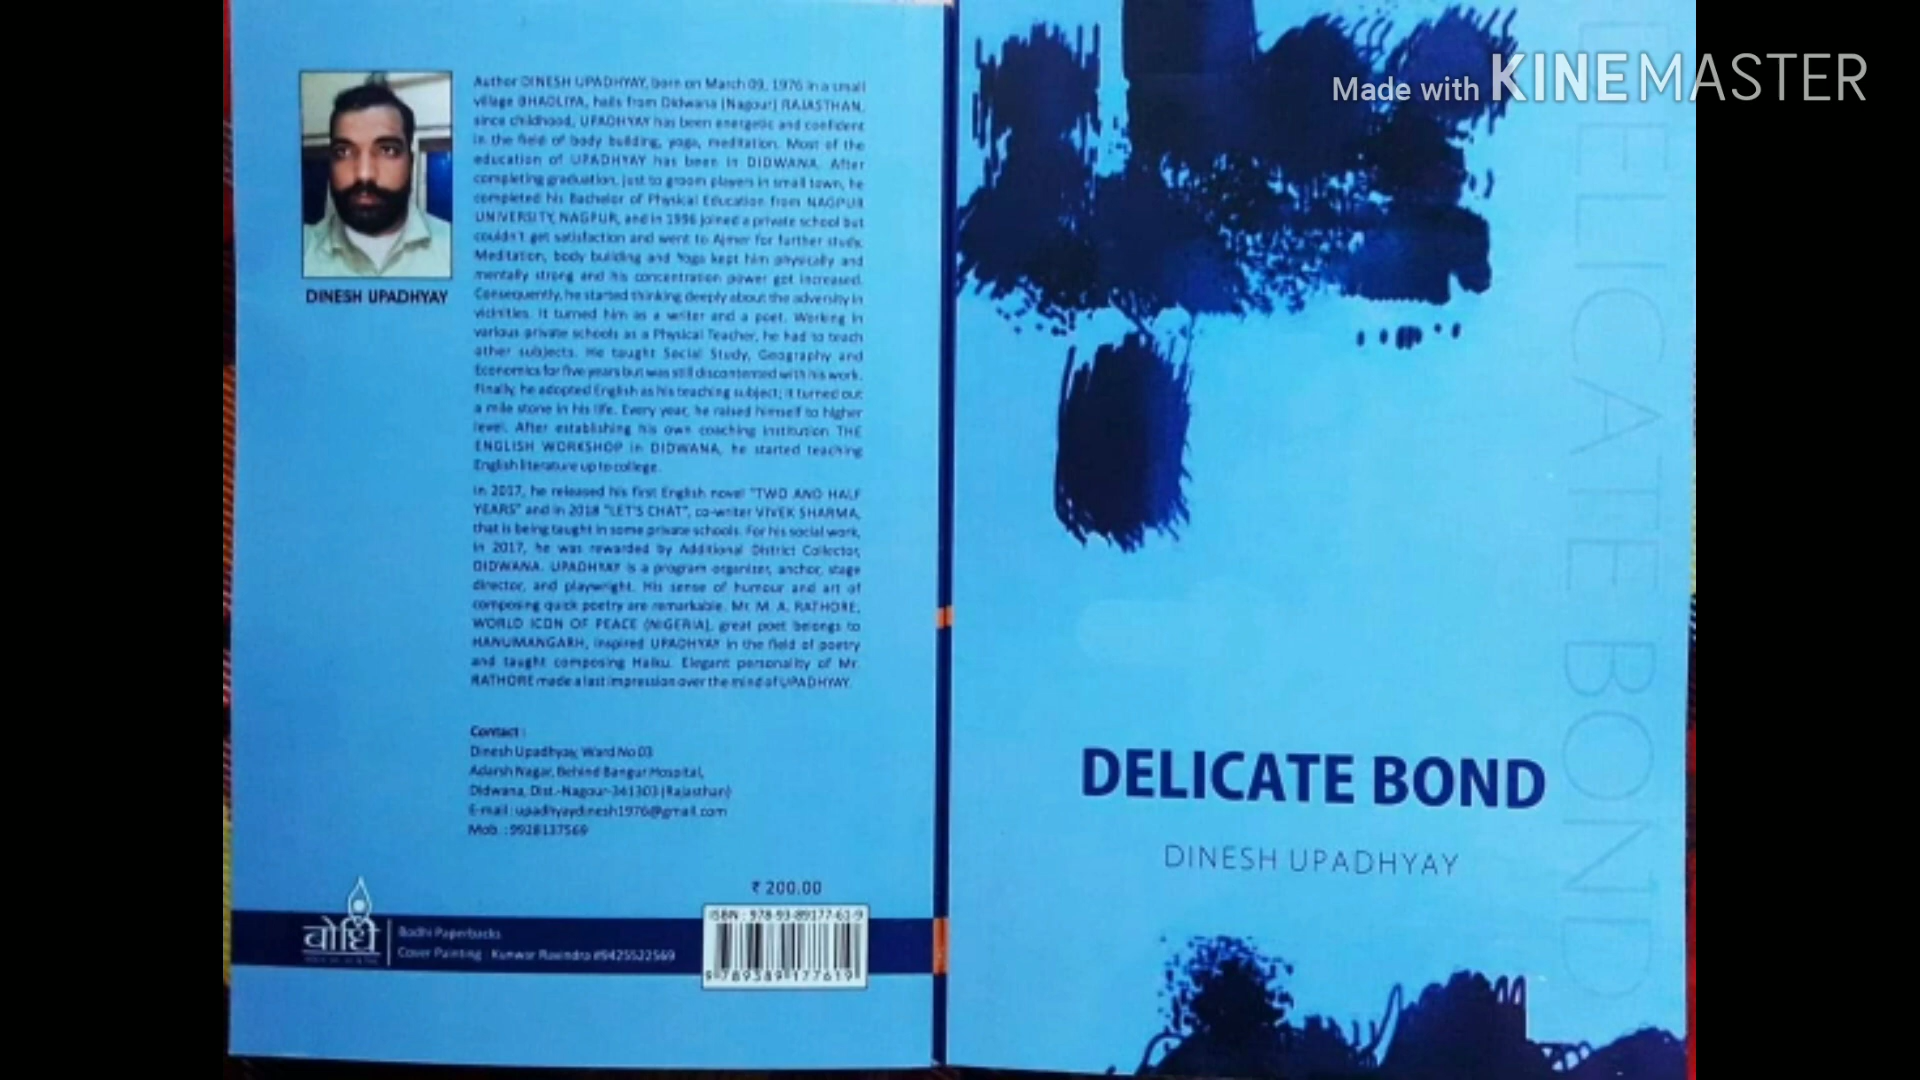 Author DINESH UPADHYAY, born on March 09, 1976 in a small
village BHADLIYA, hails from Didwana (Nagour) RAJASTHAN,
since childhood, UPADHYAY has been energetic and confident
in the field of body building, yoga, meditation. Most of the
education of UPADHYAY has been in DIDWANA. After
completing graduation, just to groom players in small town, he
completed his Bachelor of Physical Education from NAGPUR
UNIVERSITY, NAGPUR, and in 1996 joined a private school but
couldn't get satisfaction and went to Ajmer for further study.
Meditation, body building and Yoga kept him physically and
mentally strong and his concentration power got increased.
Consequently, he started thinking deeply about the adversity in
vicinities. It turned him as a writer and a poet. Working in
various private schools as a Physical Teacher, he had to teach
other subjects. He taught Social Study, Geography and
Economics for five years but was still discontented with his work.
Finally, he adopted English as his teaching subject; it turned out
a mile stone in his life. Every year, he raised himself to higher
level. After establishing his own coaching institution THE
ENGLISH WORKSHOP in DIDWANA, he started teaching
English literature up to college.
In 2017, he released his first English novel "TWO AND HALF
YEARS" and in 2018 "LET'S CHAT", co-writer VIVEK SHARMA,
that is being taught in some private schools. For his social work,
in 2017, he was rewarded by Additional District Collector,
DIDWANA. UPADHYAY is a program organizer, anchor, stage
director, and playwright. His sense of humour and art of
composing quick poetry are remarkable. Mr. M. A. RATHORE,
WORLD ICON OF PEACE (NIGERIA), great poet belongs to
HANUMANGARH, inspired UPADHYAY in the field of poetry
and taught composing Haiku. Elegant personality of Mr.
RATHORE made a last impression over the mind of UPADHYAY.
DINESH UPADHYAY
Contact :
Dinesh Upadhyay, Ward No 03
Adarsh Nagar, Behind Bangur Hospital,
Didwana, Dist.-Nagour-341303 (Rajasthan)
E-mail : upadhyaydinesh1976@gmail.com
Mob. : 9928137569
₹ 200.00
ISBN : 978-93-89177-61-9
9 789389 177619
बोधि
Bodhi Paperbacks
Cover Painting : Kunwar Ravindra #9425522569
Made with KINEMASTER
DELICATE BOND
DELICATE BOND
DINESH UPADHYAY